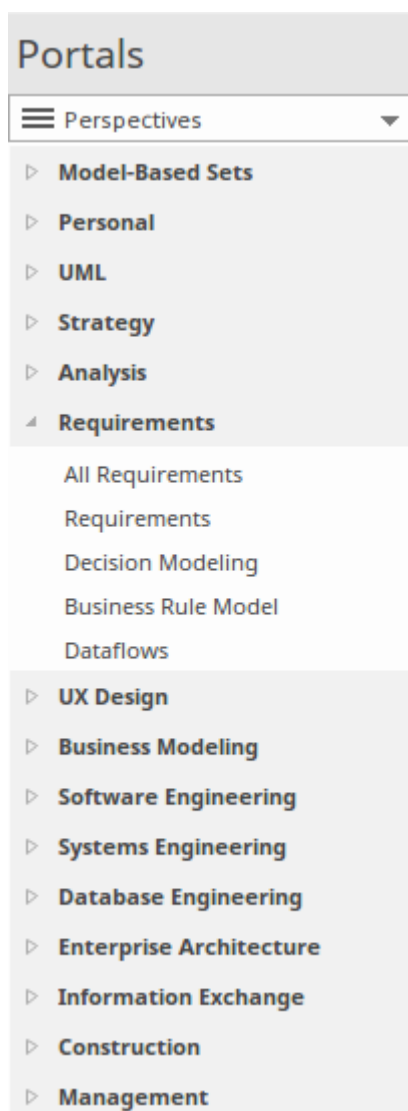 Portals
Perspectives
Model-Based Sets
Personal
UML
Strategy
Analysis
Requirements
All Requirements
Requirements
Decision Modeling
Business Rule Model
Dataflows
UX Design
Business Modeling
Software Engineering
Systems Engineering
Database Engineering
Enterprise Architecture
Information Exchange
Construction
Management